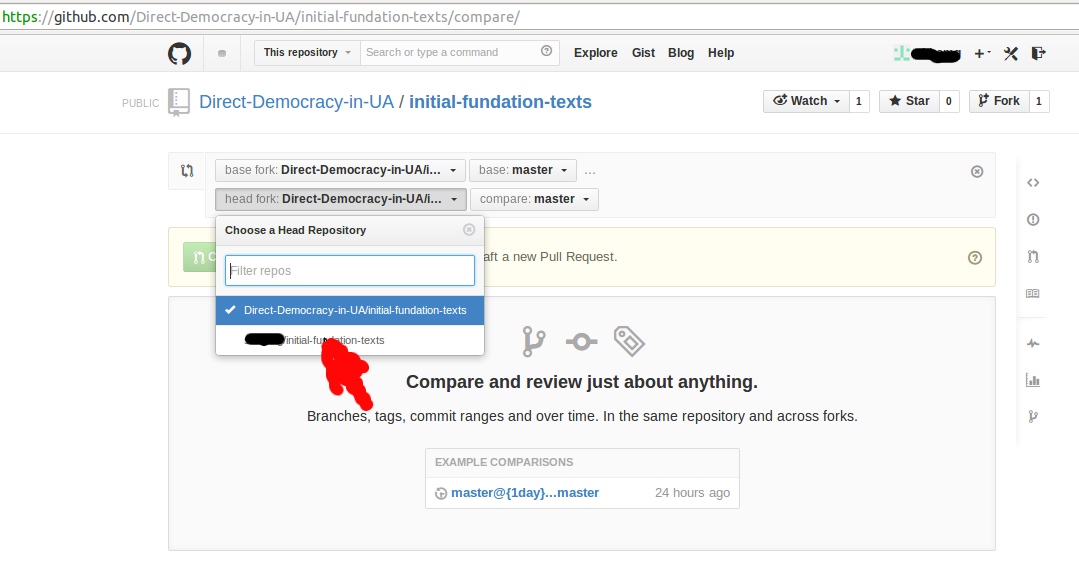 https://github.com/Direct-Democracy-in-UA/initial-fundation-texts/compare/
This repository Search or type a command Explore Gist Blog Help
PUBLIC Direct-Democracy-in-UA / initial-fundation-texts Watch 1 Star 0 Fork 1
base fork: Direct-Democracy-in-UA/i... base: master ...
head fork: Direct-Democracy-in-UA/i... compare: master
Choose a Head Repository
Filter repos
aft a new Pull Request.
Direct-Democracy-in-UA/initial-fundation-texts
/initial-fundation-texts
Compare and review just about anything.
Branches, tags, commit ranges and over time. In the same repository and across forks.
EXAMPLE COMPARISONS
master@{1day}...master 24 hours ago